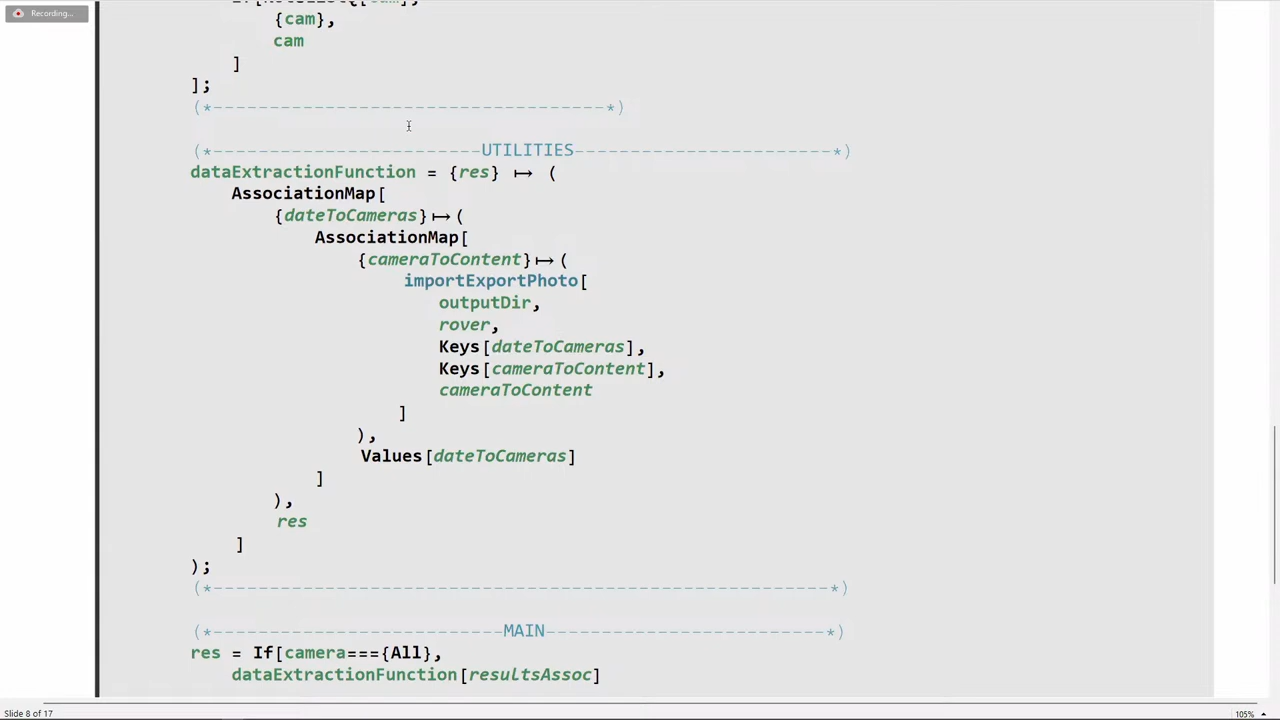 Recording...
{cam},
cam
]
];
(*----------------------------------*)
(*------------------------UTILITIES-----------------------*)
dataExtractionFunction = {res} ↦ (
AssociationMap[
{dateToCameras}↦(
AssociationMap[
{cameraToContent}↦(
importExportPhoto[
outputDir,
rover,
Keys[dateToCameras],
Keys[cameraToContent],
cameraToContent
]
),
Values[dateToCameras]
]
),
res
]
);
(*------------------------------------------------------*)
(*--------------------------MAIN-------------------------*)
res = If[camera==={All},
dataExtractionFunction[resultsAssoc]
Slide 8 of 17
105%